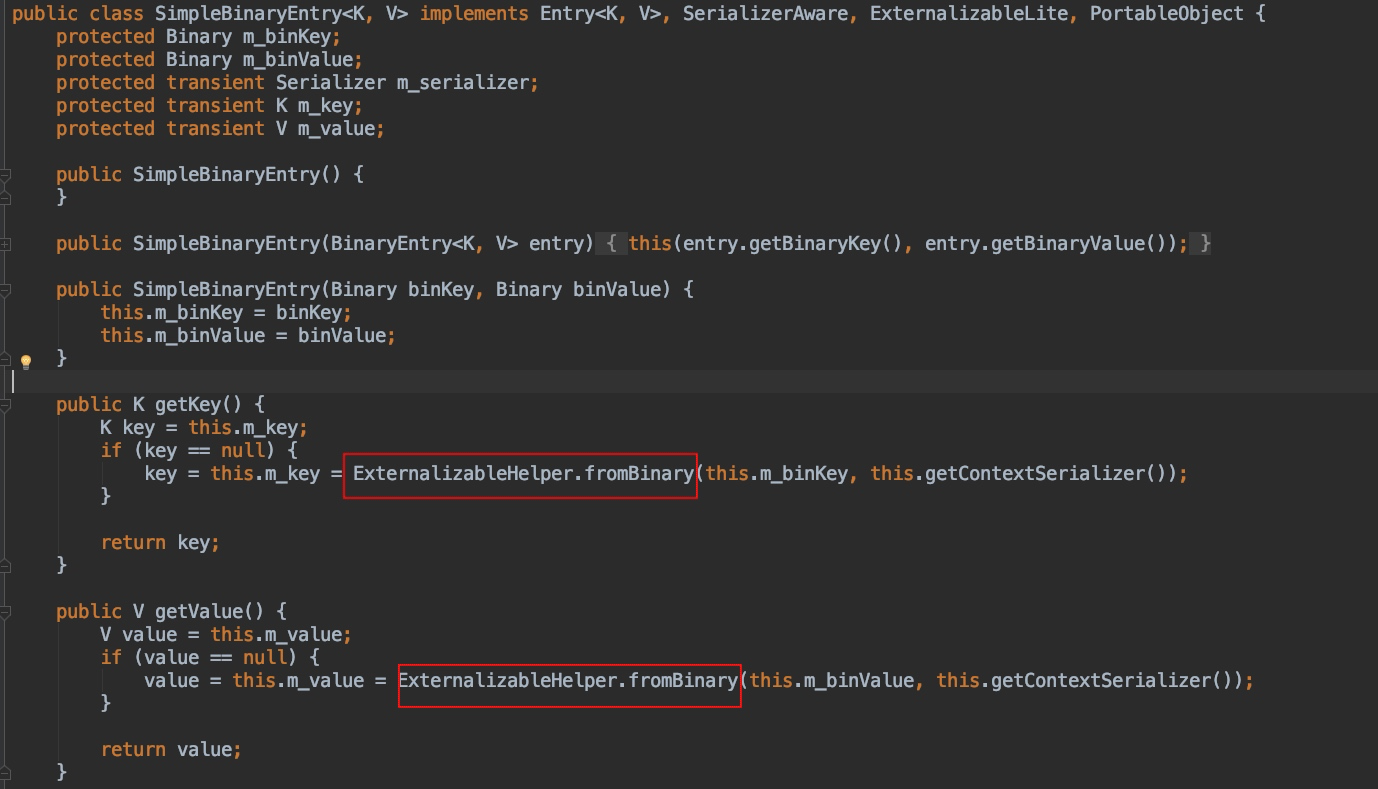 public class SimpleBinaryEntry<K, V> implements Entry<K, V>, SerializerAware, ExternalizableLite, PortableObject {
    protected Binary m_binKey;
    protected Binary m_binValue;
    protected transient Serializer m_serializer;
    protected transient K m_key;
    protected transient V m_value;

    public SimpleBinaryEntry() {
    }

    public SimpleBinaryEntry(BinaryEntry<K, V> entry) { this(entry.getBinaryKey(), entry.getBinaryValue()); }

    public SimpleBinaryEntry(Binary binKey, Binary binValue) {
        this.m_binKey = binKey;
        this.m_binValue = binValue;
    }

    public K getKey() {
        K key = this.m_key;
        if (key == null) {
            key = this.m_key = ExternalizableHelper.fromBinary(this.m_binKey, this.getContextSerializer());
        }

        return key;
    }

    public V getValue() {
        V value = this.m_value;
        if (value == null) {
            value = this.m_value = ExternalizableHelper.fromBinary(this.m_binValue, this.getContextSerializer());
        }

        return value;
    }